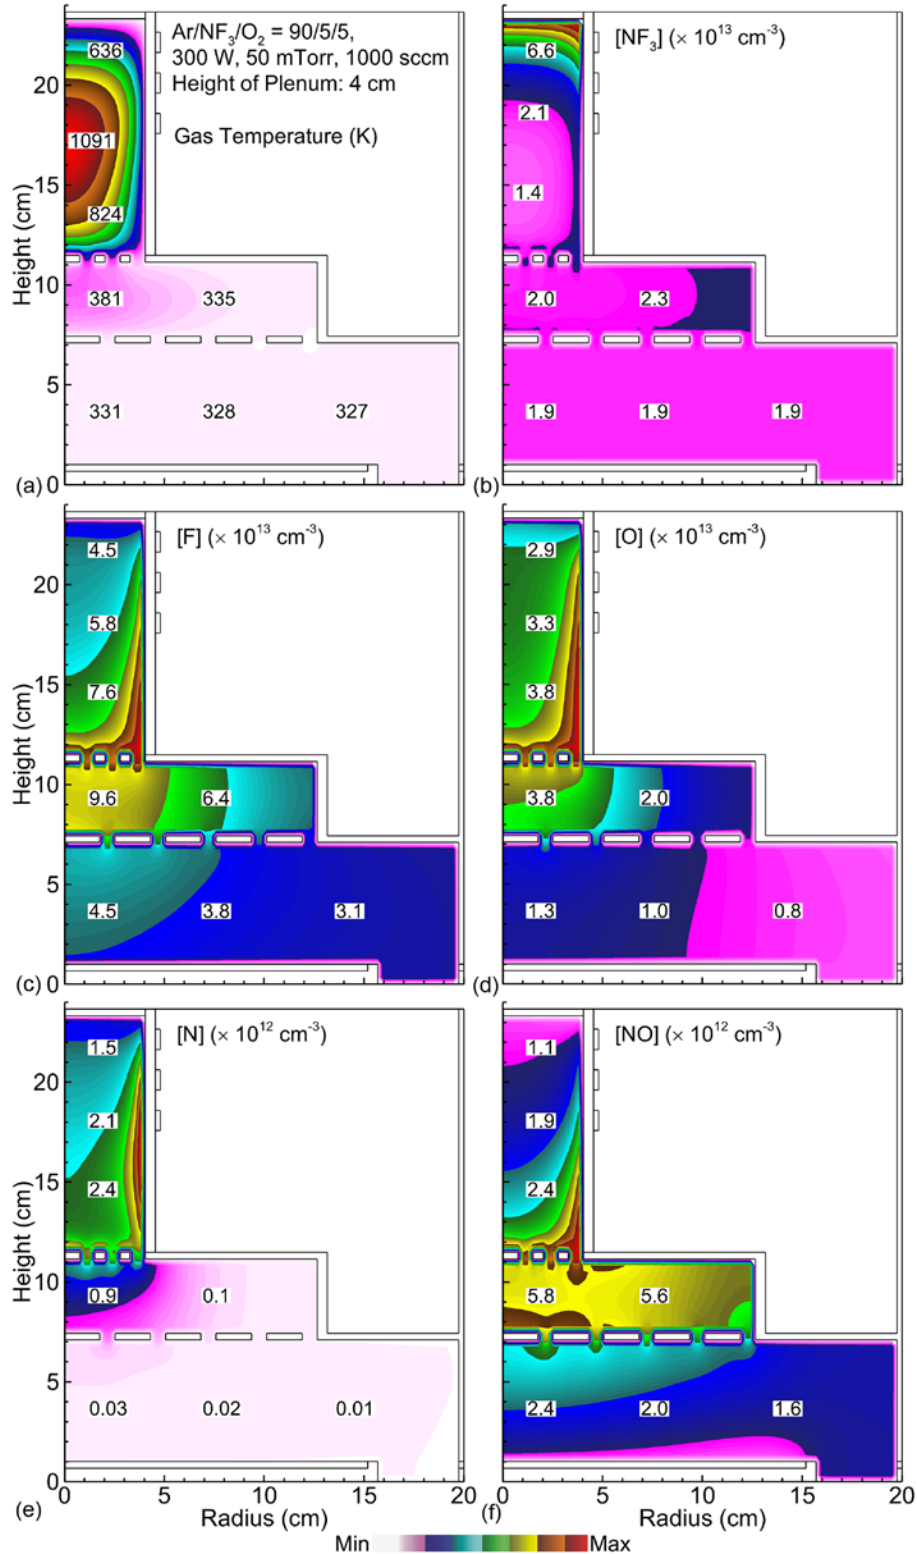 Ar/NF3/O2 = 90/5/5,
300 W, 50 mTorr, 1000 sccm
Height of Plenum: 4 cm
Gas Temperature (K)
636
1091
824
381 335
331 328 327
Height (cm)
20
15
10
5
0
(a)
[NF3] (× 10^13 cm^-3)
6.6
2.1
1.4
2.0 2.3
1.9 1.9 1.9
(b)
[F] (× 10^13 cm^-3)
4.5
5.8
7.6
9.6 6.4
4.5 3.8 3.1
Height (cm)
20
15
10
5
0
(c)
[O] (× 10^13 cm^-3)
2.9
3.3
3.8
3.8 2.0
1.3 1.0 0.8
(d)
[N] (× 10^12 cm^-3)
1.5
2.1
2.4
0.9 0.1
0.03 0.02 0.01
Height (cm)
20
15
10
5
0
0 5 10 15 20
(e)
Radius (cm)
[NO] (× 10^12 cm^-3)
1.1
1.9
2.4
5.8 5.6
2.4 2.0 1.6
0 5 10 15 20
(f)
Radius (cm)
Min Max